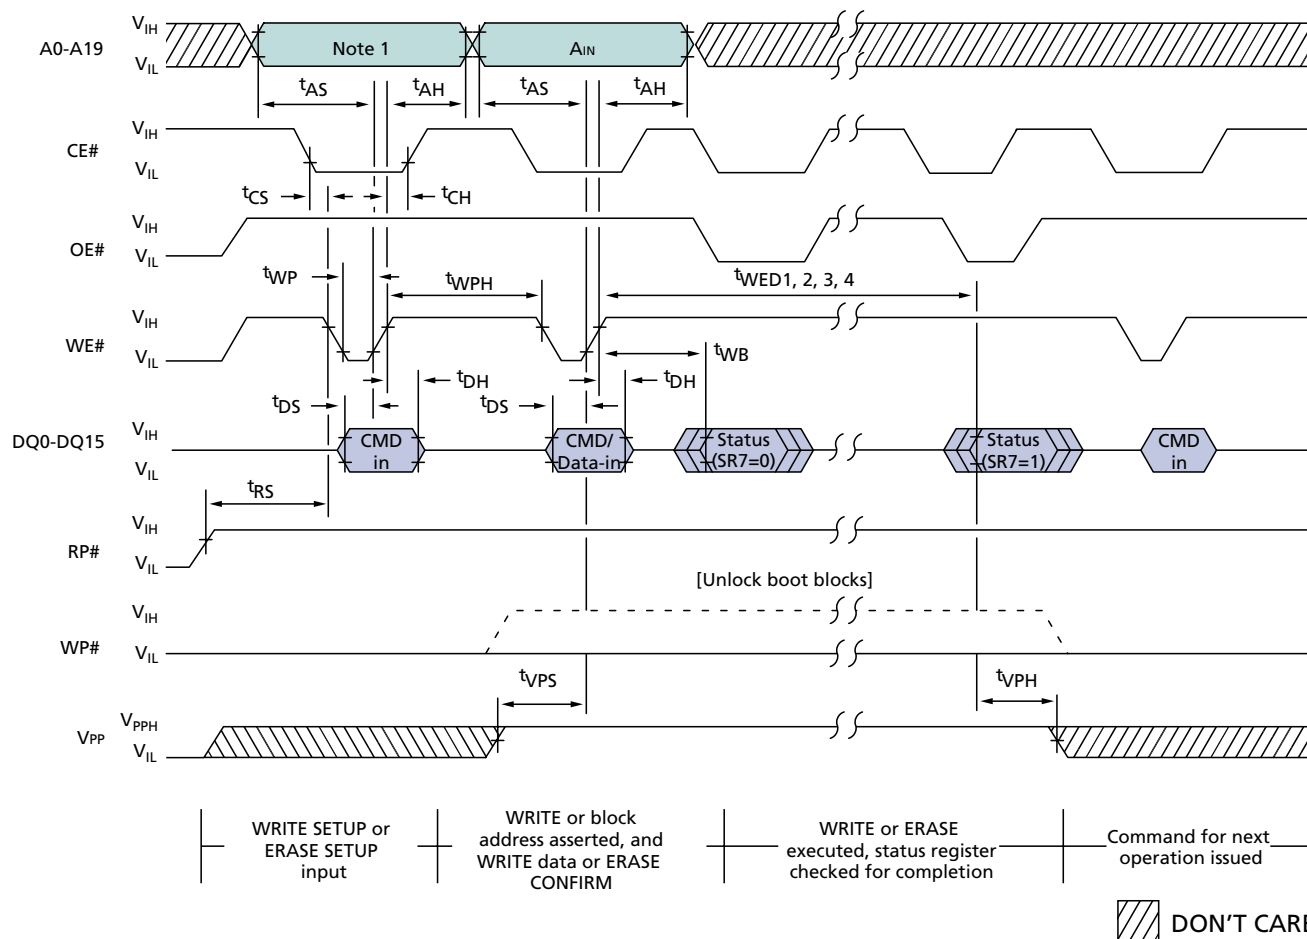 A0-A19
VIH
VIL
Note 1
AIN
tAS
tAH
tAS
tAH
CE#
VIH
VIL
tCS
tCH
OE#
VIH
VIL
tWP
tWPH
tWED1, 2, 3, 4
WE#
VIH
VIL
tWB
tDH
tDH
tDS
tDS
DQ0-DQ15
VIH
VIL
CMD
in
CMD/
Data-in
Status
(SR7=0)
Status
(SR7=1)
CMD
in
tRS
RP#
VIH
VIL
[Unlock boot blocks]
WP#
VIH
VIL
tVPS
tVPH
VPP
VPPH
VIL
WRITE SETUP or
ERASE SETUP
input
WRITE or block
address asserted, and
WRITE data or ERASE
CONFIRM
WRITE or ERASE
executed, status register
checked for completion
Command for next
operation issued
DON'T CARE